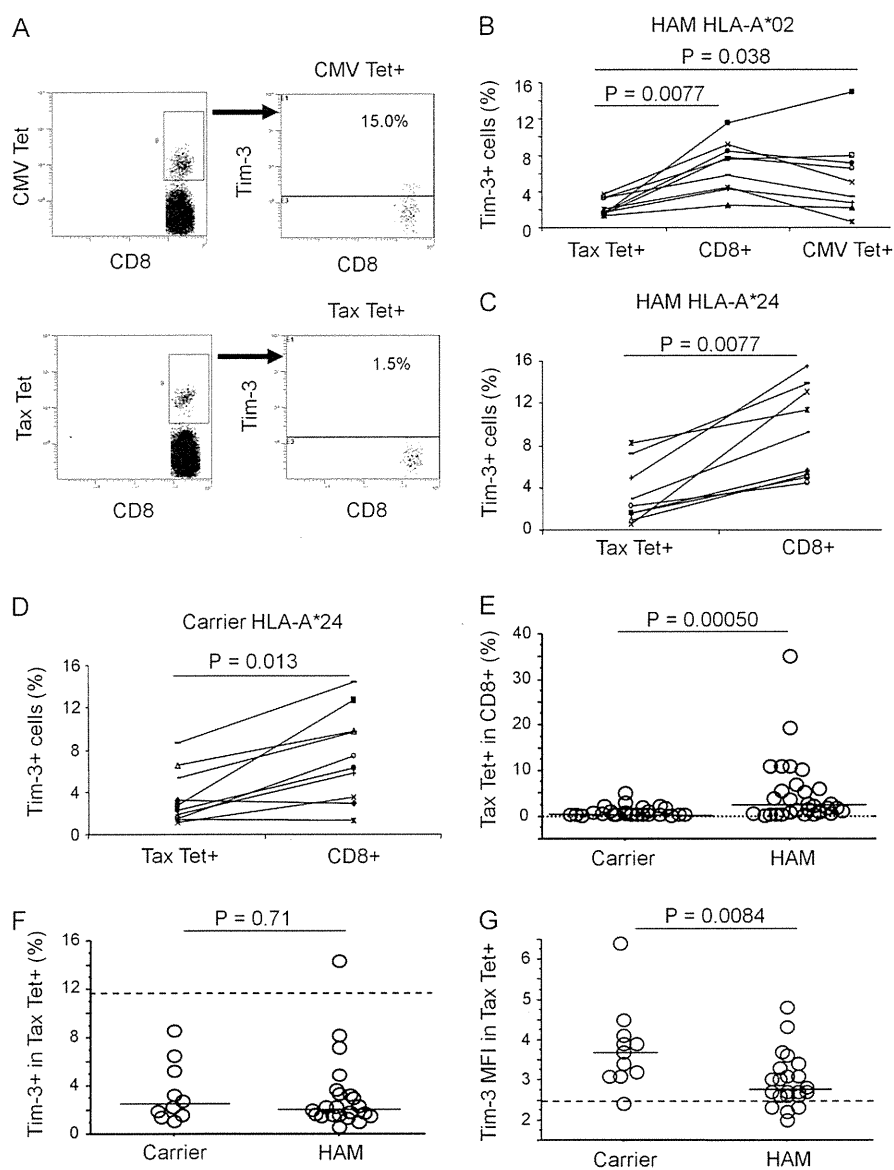 A
CMV Tet+
CMV Tet
Tim-3
15.0%
CD8
CD8
Tax Tet+
Tax Tet
Tim-3
1.5%
CD8
CD8
B
HAM HLA-A*02
P = 0.038
P = 0.0077
Tim-3+ cells (%)
16
12
8
4
0
Tax Tet+ CD8+ CMV Tet+
C
HAM HLA-A*24
P = 0.0077
Tim-3+ cells (%)
16
12
8
4
0
Tax Tet+ CD8+
D
Carrier HLA-A*24
P = 0.013
Tim-3+ cells (%)
16
12
8
4
0
Tax Tet+ CD8+
E
P = 0.00050
Tax Tet+ in CD8+ (%)
40
30
20
10
0
Carrier HAM
F
P = 0.71
Tim-3+ in Tax Tet+ (%)
16
12
8
4
0
Carrier HAM
G
P = 0.0084
Tim-3 MFI in Tax Tet+
6
5
4
3
2
Carrier HAM